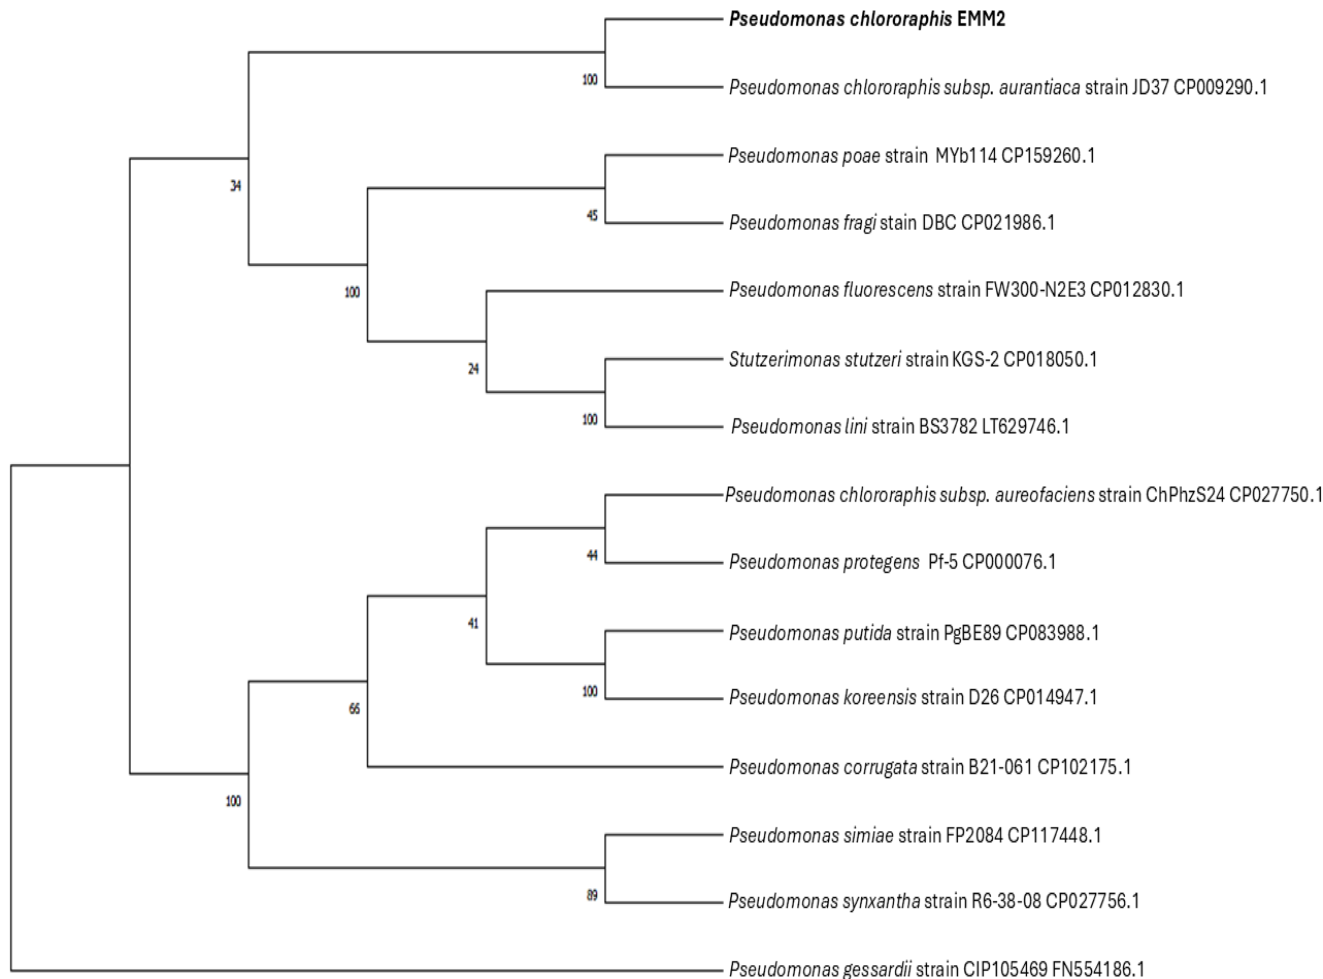 Pseudomonas chlororaphis EMM2
100
Pseudomonas chlororaphis subsp. aurantiaca strain JD37 CP009290.1
Pseudomonas poae strain MYb114 CP159260.1
34
45
Pseudomonas fragi stain DBC CP021986.1
100
Pseudomonas fluorescens strain FW300-N2E3 CP012830.1
Stutzerimonas stutzeri strain KGS-2 CP018050.1
24
100
Pseudomonas lini strain BS3782 LT629746.1
Pseudomonas chlororaphis subsp. aureofaciens strain ChPhzS24 CP027750.1
44
Pseudomonas protegens Pf-5 CP000076.1
41
Pseudomonas putida strain PgBE89 CP083988.1
100
Pseudomonas koreensis strain D26 CP014947.1
66
Pseudomonas corrugata strain B21-061 CP102175.1
100
Pseudomonas simiae strain FP2084 CP117448.1
89
Pseudomonas synxantha strain R6-38-08 CP027756.1
Pseudomonas gessardii strain CIP105469 FN554186.1